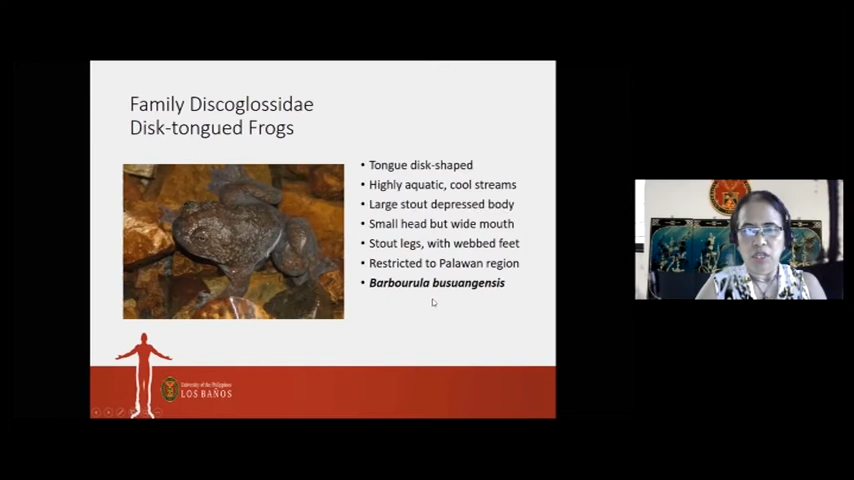 Family Discoglossidae
Disk-tongued Frogs
• Tongue disk-shaped
• Highly aquatic, cool streams
• Large stout depressed body
• Small head but wide mouth
• Stout legs, with webbed feet
• Restricted to Palawan region
• Barbourula busuangensis
University of the Philippines
LOS BAÑOS